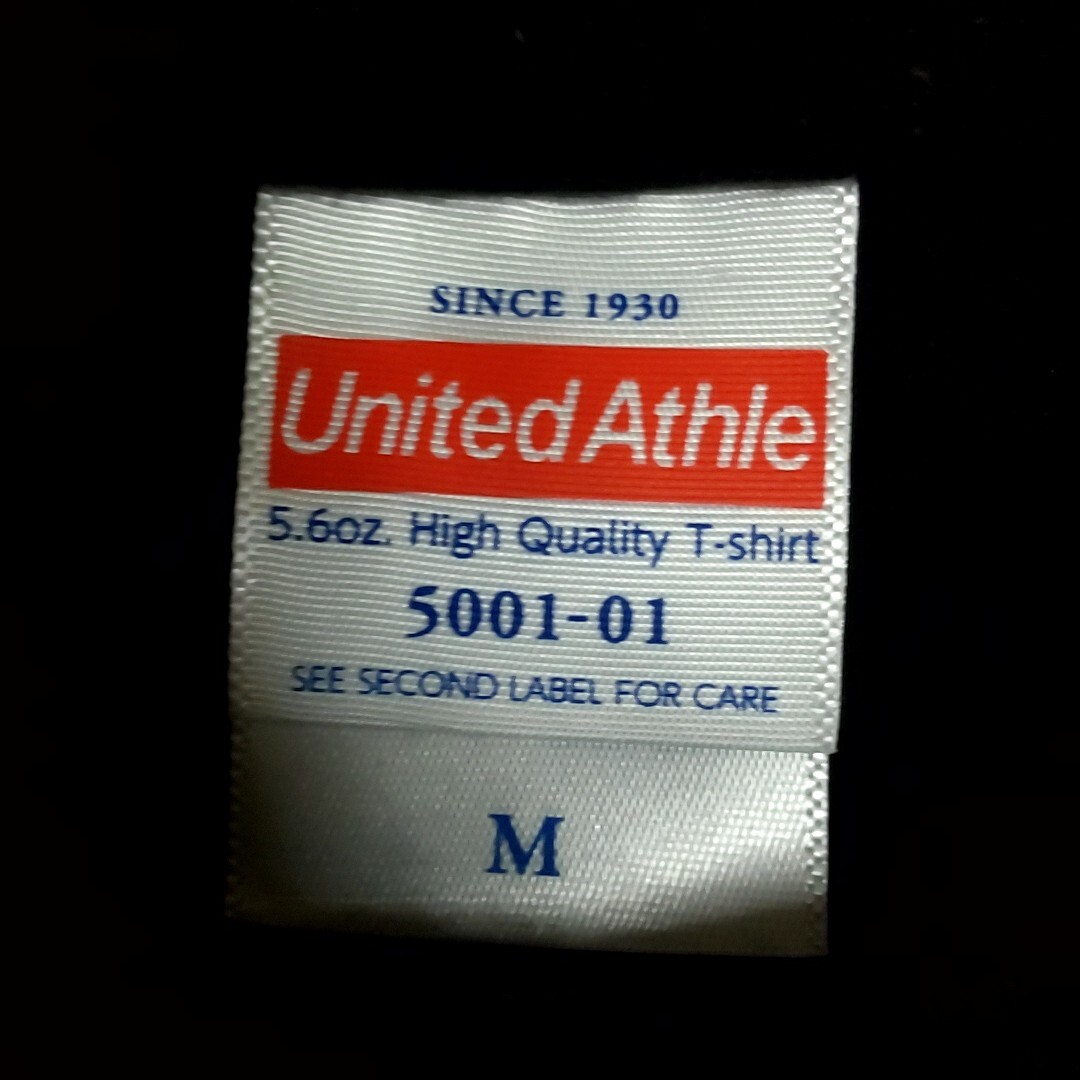 SINCE 1930
United Athle
5.6oz. High Quality T-shirt
5001-01
SEE SECOND LABEL FOR CARE
M